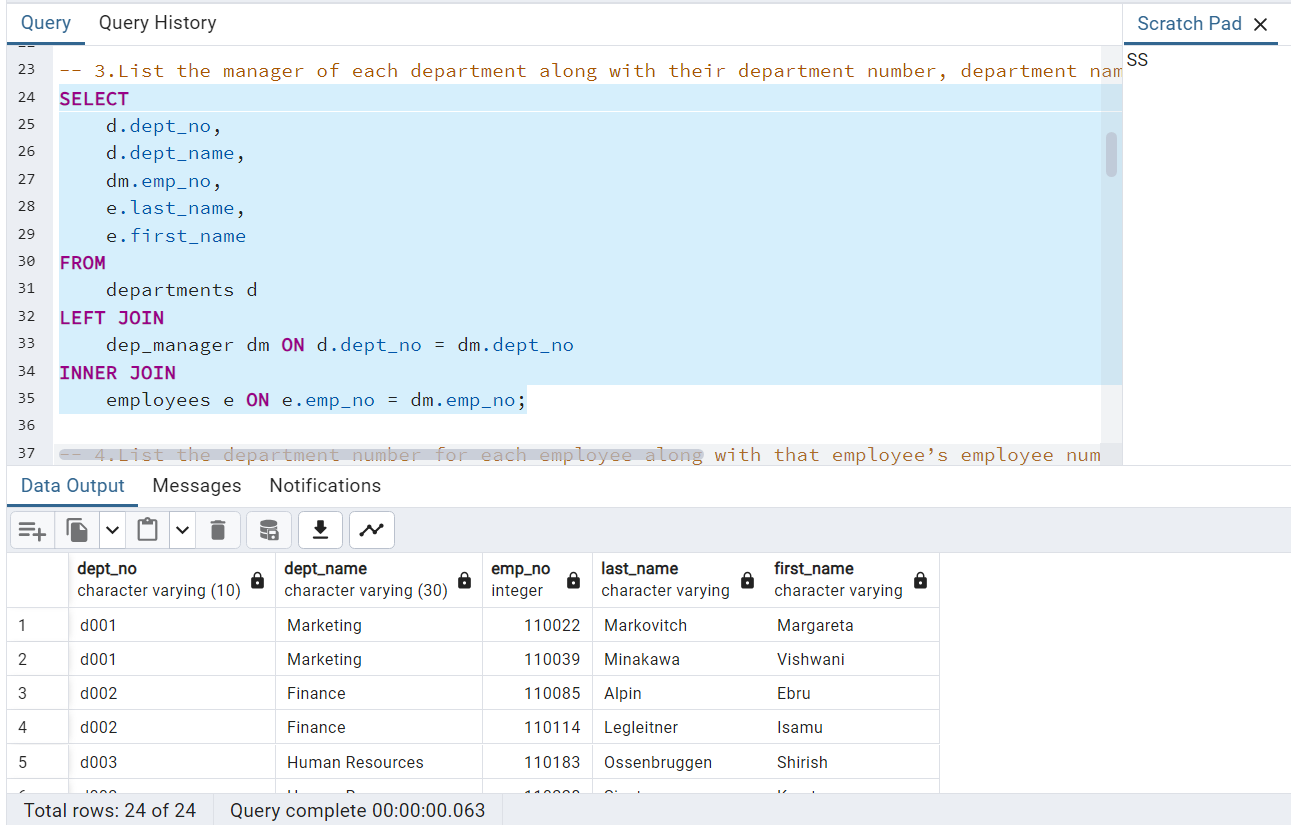 Query Query History Scratch Pad
SS
23 -- 3.List the manager of each department along with their department number, department nam
24 SELECT
25 d.dept_no,
26 d.dept_name,
27 dm.emp_no,
28 e.last_name,
29 e.first_name
30 FROM
31 departments d
32 LEFT JOIN
33 dep_manager dm ON d.dept_no = dm.dept_no
34 INNER JOIN
35 employees e ON e.emp_no = dm.emp_no;
36
37 -- 4.List the department number for each employee along with that employee’s employee num
Data Output Messages Notifications
dept_no dept_name emp_no last_name first_name
character varying (10) character varying (30) integer character varying character varying
1 d001 Marketing 110022 Markovitch Margareta
2 d001 Marketing 110039 Minakawa Vishwani
3 d002 Finance 110085 Alpin Ebru
4 d002 Finance 110114 Legleitner Isamu
5 d003 Human Resources 110183 Ossenbruggen Shirish
Total rows: 24 of 24 Query complete 00:00:00.063